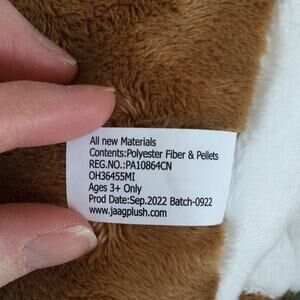 All new Materials
Contents:Polyester Fiber & Pellets
REG.NO.:PA10864CN
OH36455MI
Ages 3+ Only
Prod Date:Sep.2022 Batch-0922
www.jaagplush.com